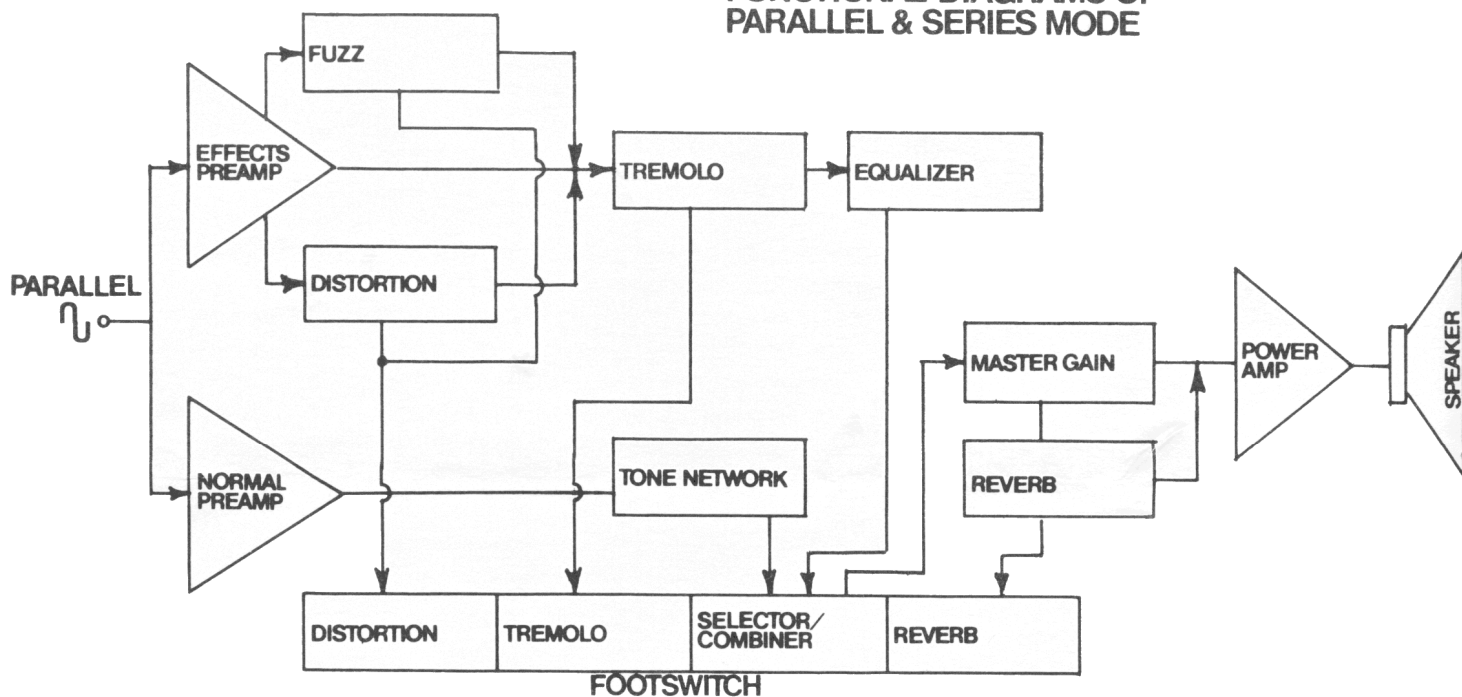 PARALLEL & SERIES MODE
FUZZ
EFFECTS
PREAMP
TREMOLO
EQUALIZER
DISTORTION
PARALLEL
MASTER GAIN
POWER
AMP
SPEAKER
TONE NETWORK
NORMAL
PREAMP
REVERB
DISTORTION
TREMOLO
SELECTOR/
COMBINER
REVERB
FOOTSWITCH